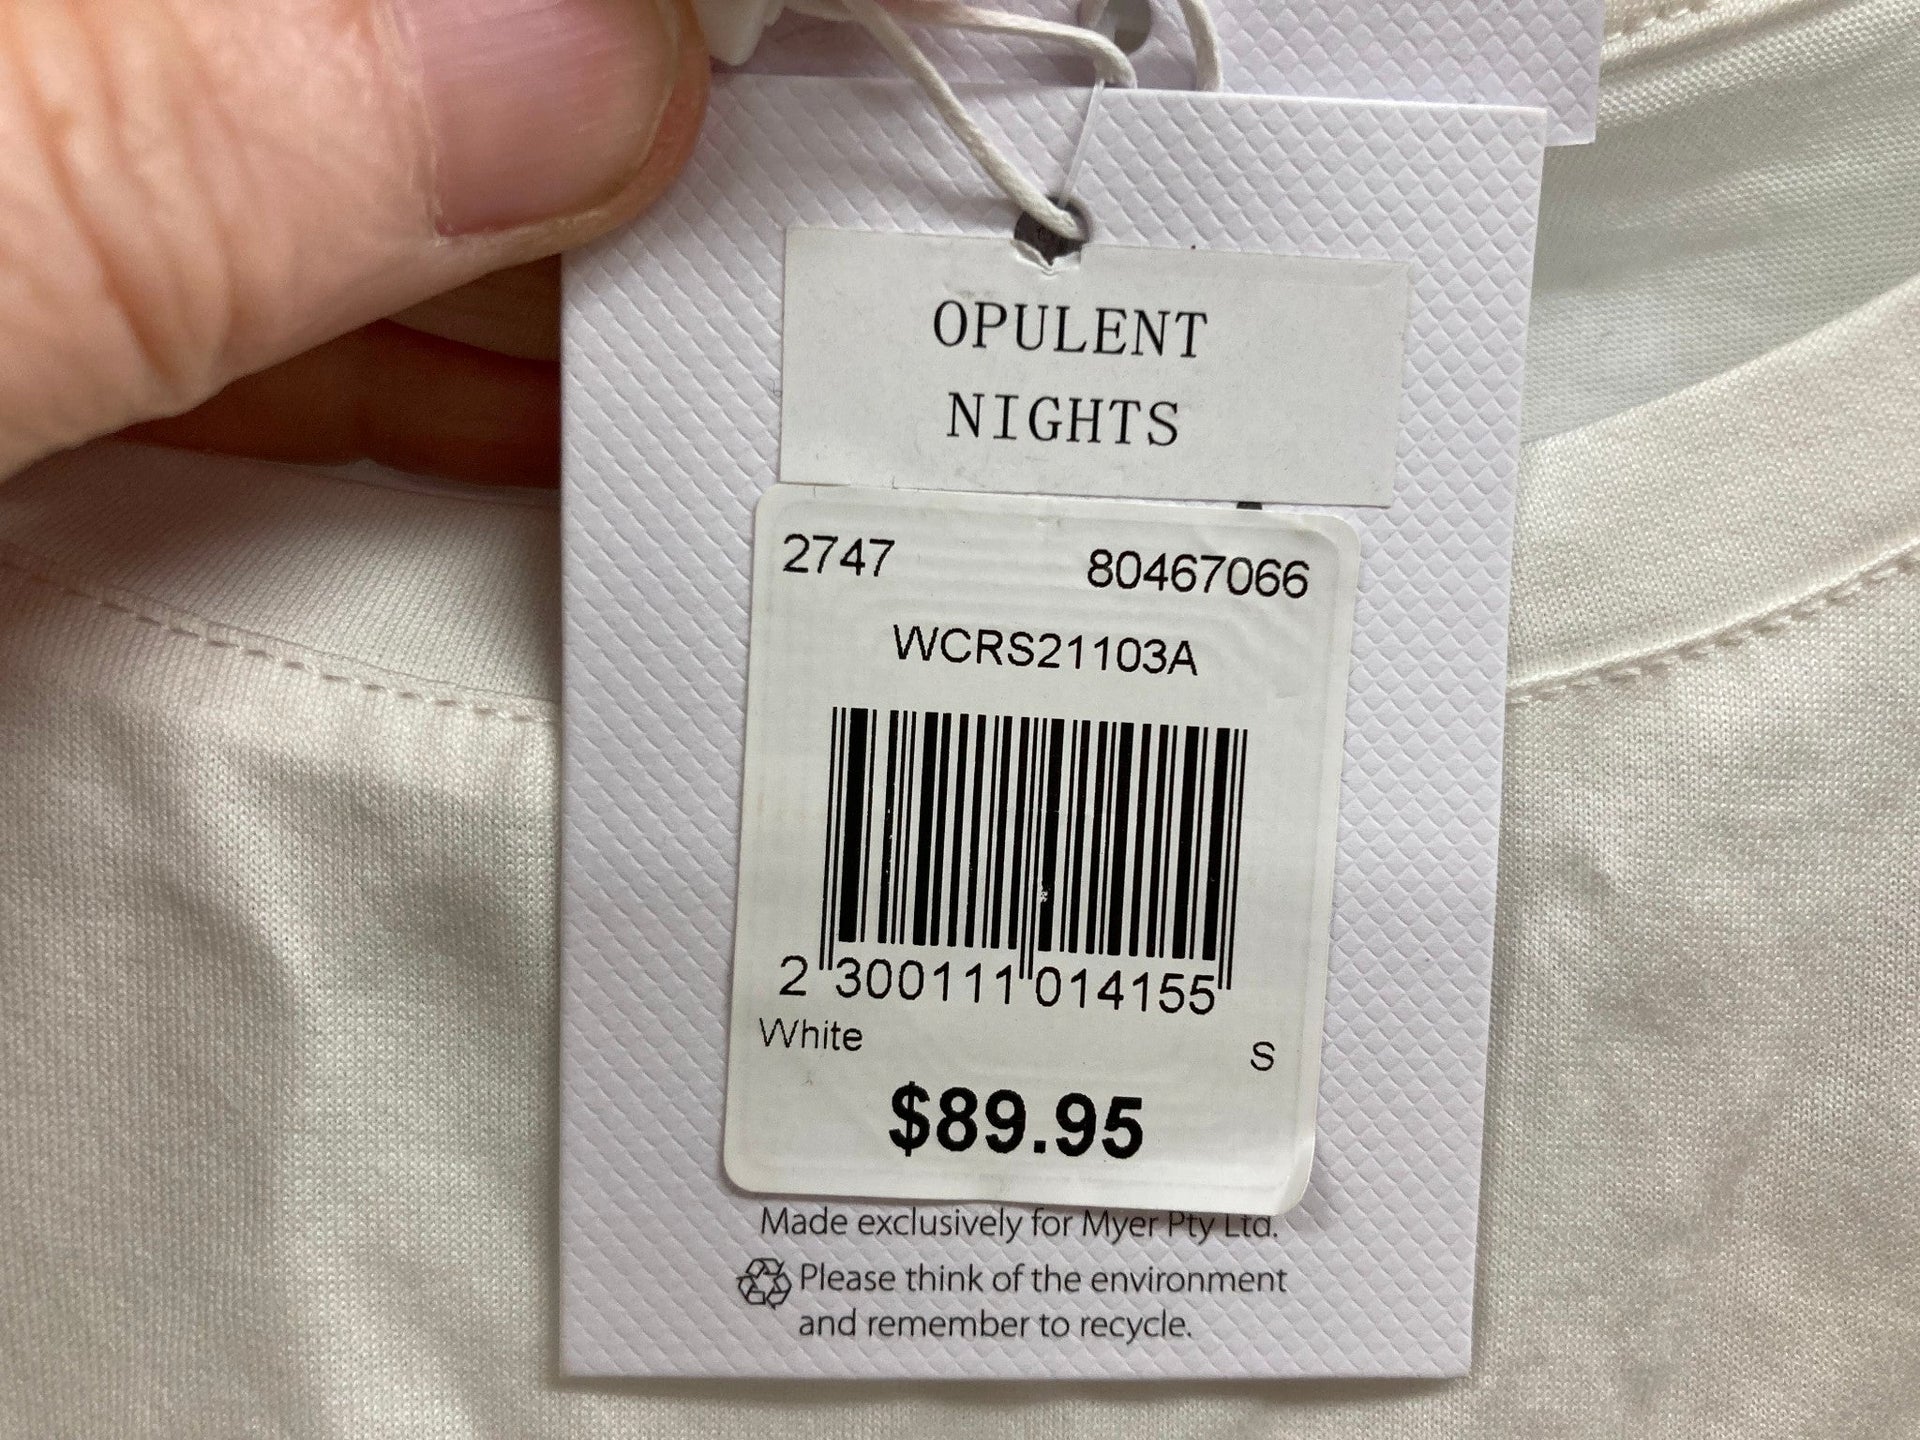 OPULENT
NIGHTS
2747 80467066
WCRS21103A
2 300111 014155
White S
$89.95
Made exclusively for Myer Pty Ltd.
Please think of the environment
and remember to recycle.